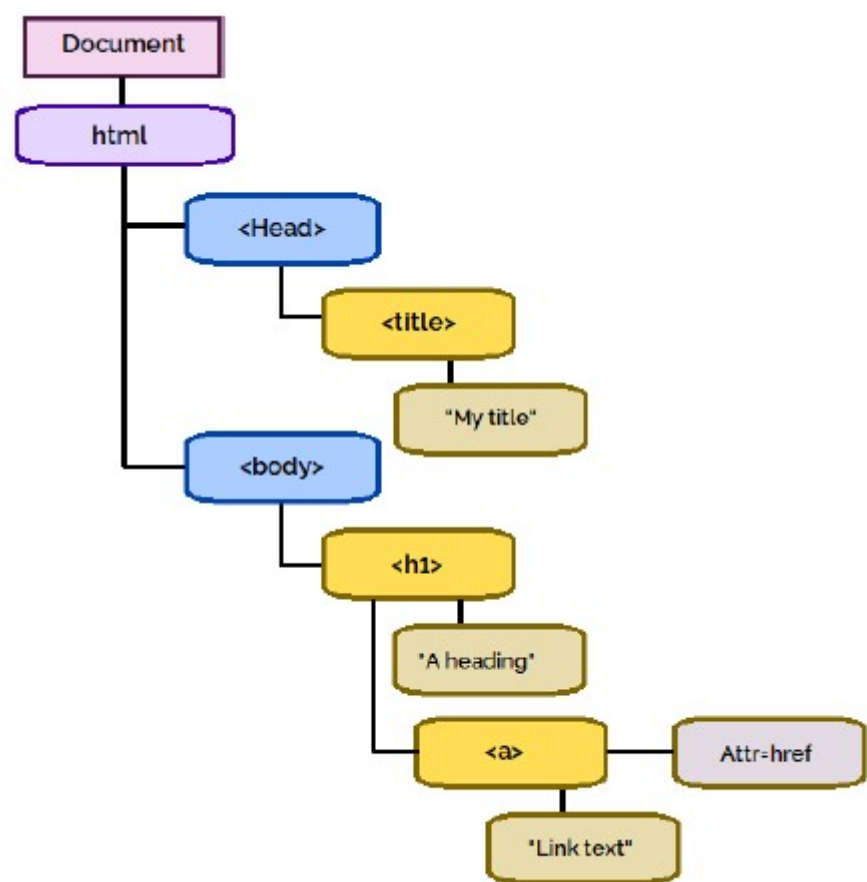 Document
html
<Head>
<title>
"My title"
<body>
<h1>
"A heading"
<a>
Attr=href
"Link text"